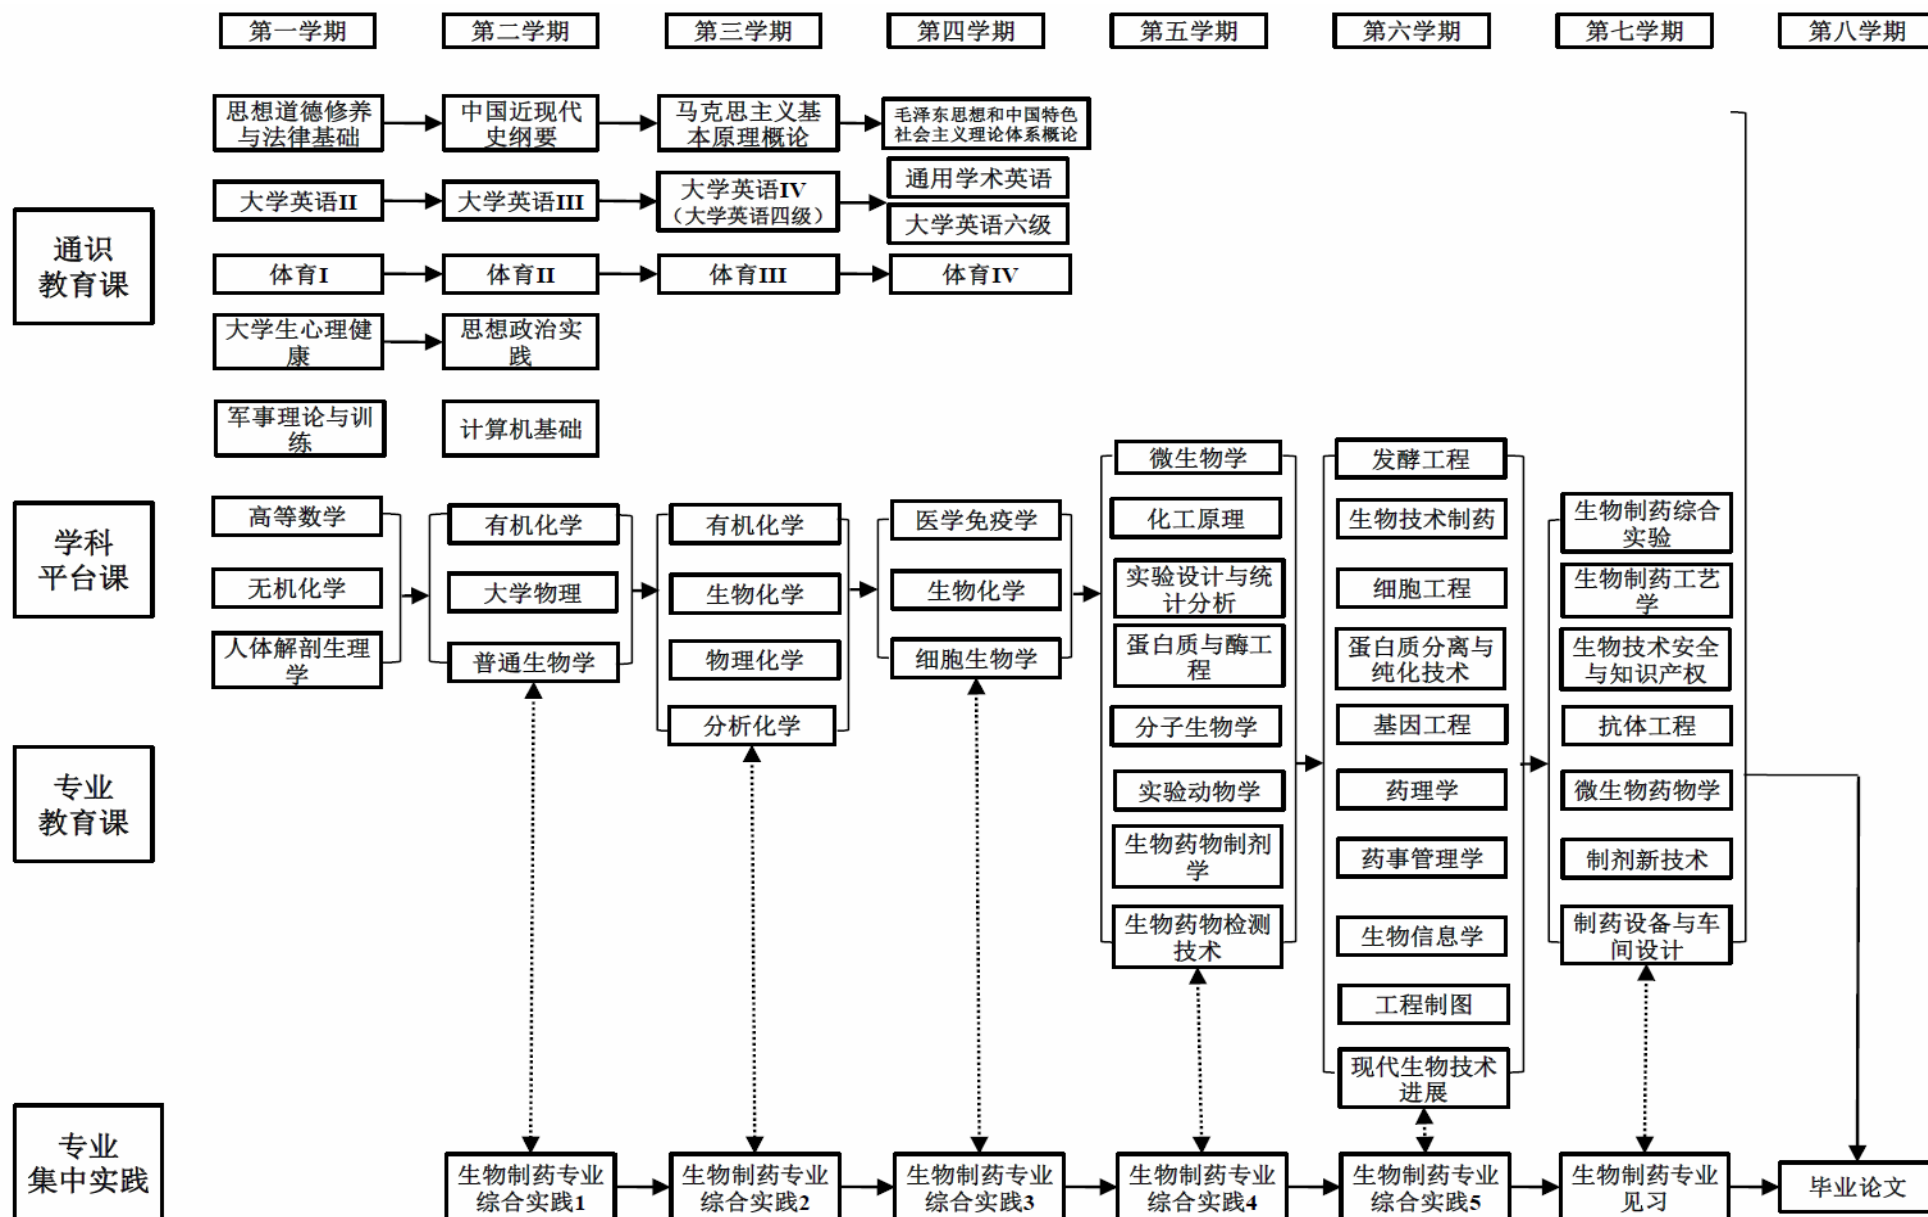 第一学期
第二学期
第三学期
第四学期
第五学期
第六学期
第七学期
第八学期
通识
教育课
思想道德修养
与法律基础
中国近现代
史纲要
马克思主义基
本原理概论
毛泽东思想和中国特色
社会主义理论体系概论
大学英语II
大学英语III
大学英语IV
（大学英语四级）
通用学术英语
大学英语六级
体育I
体育II
体育III
体育IV
大学生心理健
康
思想政治实
践
军事理论与训
练
计算机基础
学科
平台课
专业
教育课
高等数学
无机化学
人体解剖生理
学
有机化学
大学物理
普通生物学
有机化学
生物化学
物理化学
分析化学
医学免疫学
生物化学
细胞生物学
微生物学
化工原理
实验设计与统
计分析
蛋白质与酶工
程
分子生物学
实验动物学
生物药物制剂
学
生物药物检测
技术
发酵工程
生物技术制药
细胞工程
蛋白质分离与
纯化技术
基因工程
药理学
药事管理学
生物信息学
工程制图
现代生物技术
进展
生物制药综合
实验
生物制药工艺
学
生物技术安全
与知识产权
抗体工程
微生物药物学
制剂新技术
制药设备与车
间设计
专业
集中实践
生物制药专业
综合实践1
生物制药专业
综合实践2
生物制药专业
综合实践3
生物制药专业
综合实践4
生物制药专业
综合实践5
生物制药专业
见习
毕业论文